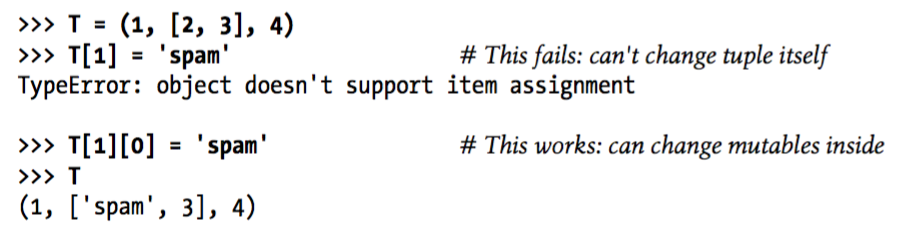 >>> T = (1, [2, 3], 4)
>>> T[1] = 'spam' # This fails: can't change tuple itself
TypeError: object doesn't support item assignment
>>> T[1][0] = 'spam' # This works: can change mutables inside
>>> T
(1, ['spam', 3], 4)